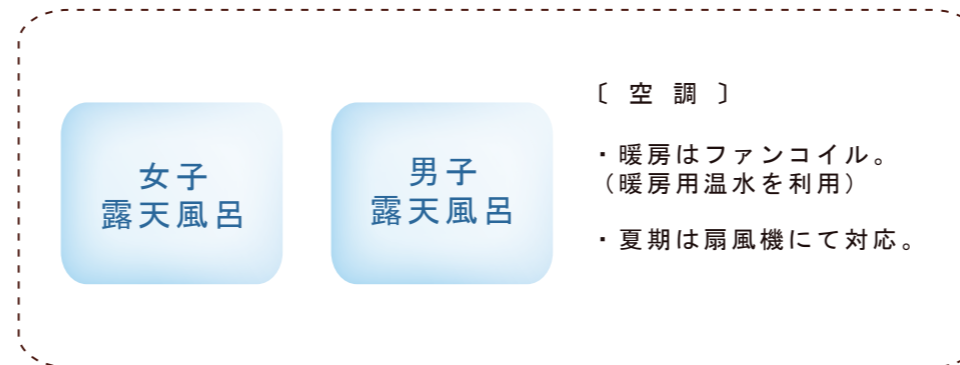 女子
露天風呂
男子
露天風呂
〔 空 調 〕
・暖房はファンコイル。
（暖房用温水を利用）
・夏期は扇風機にて対応。